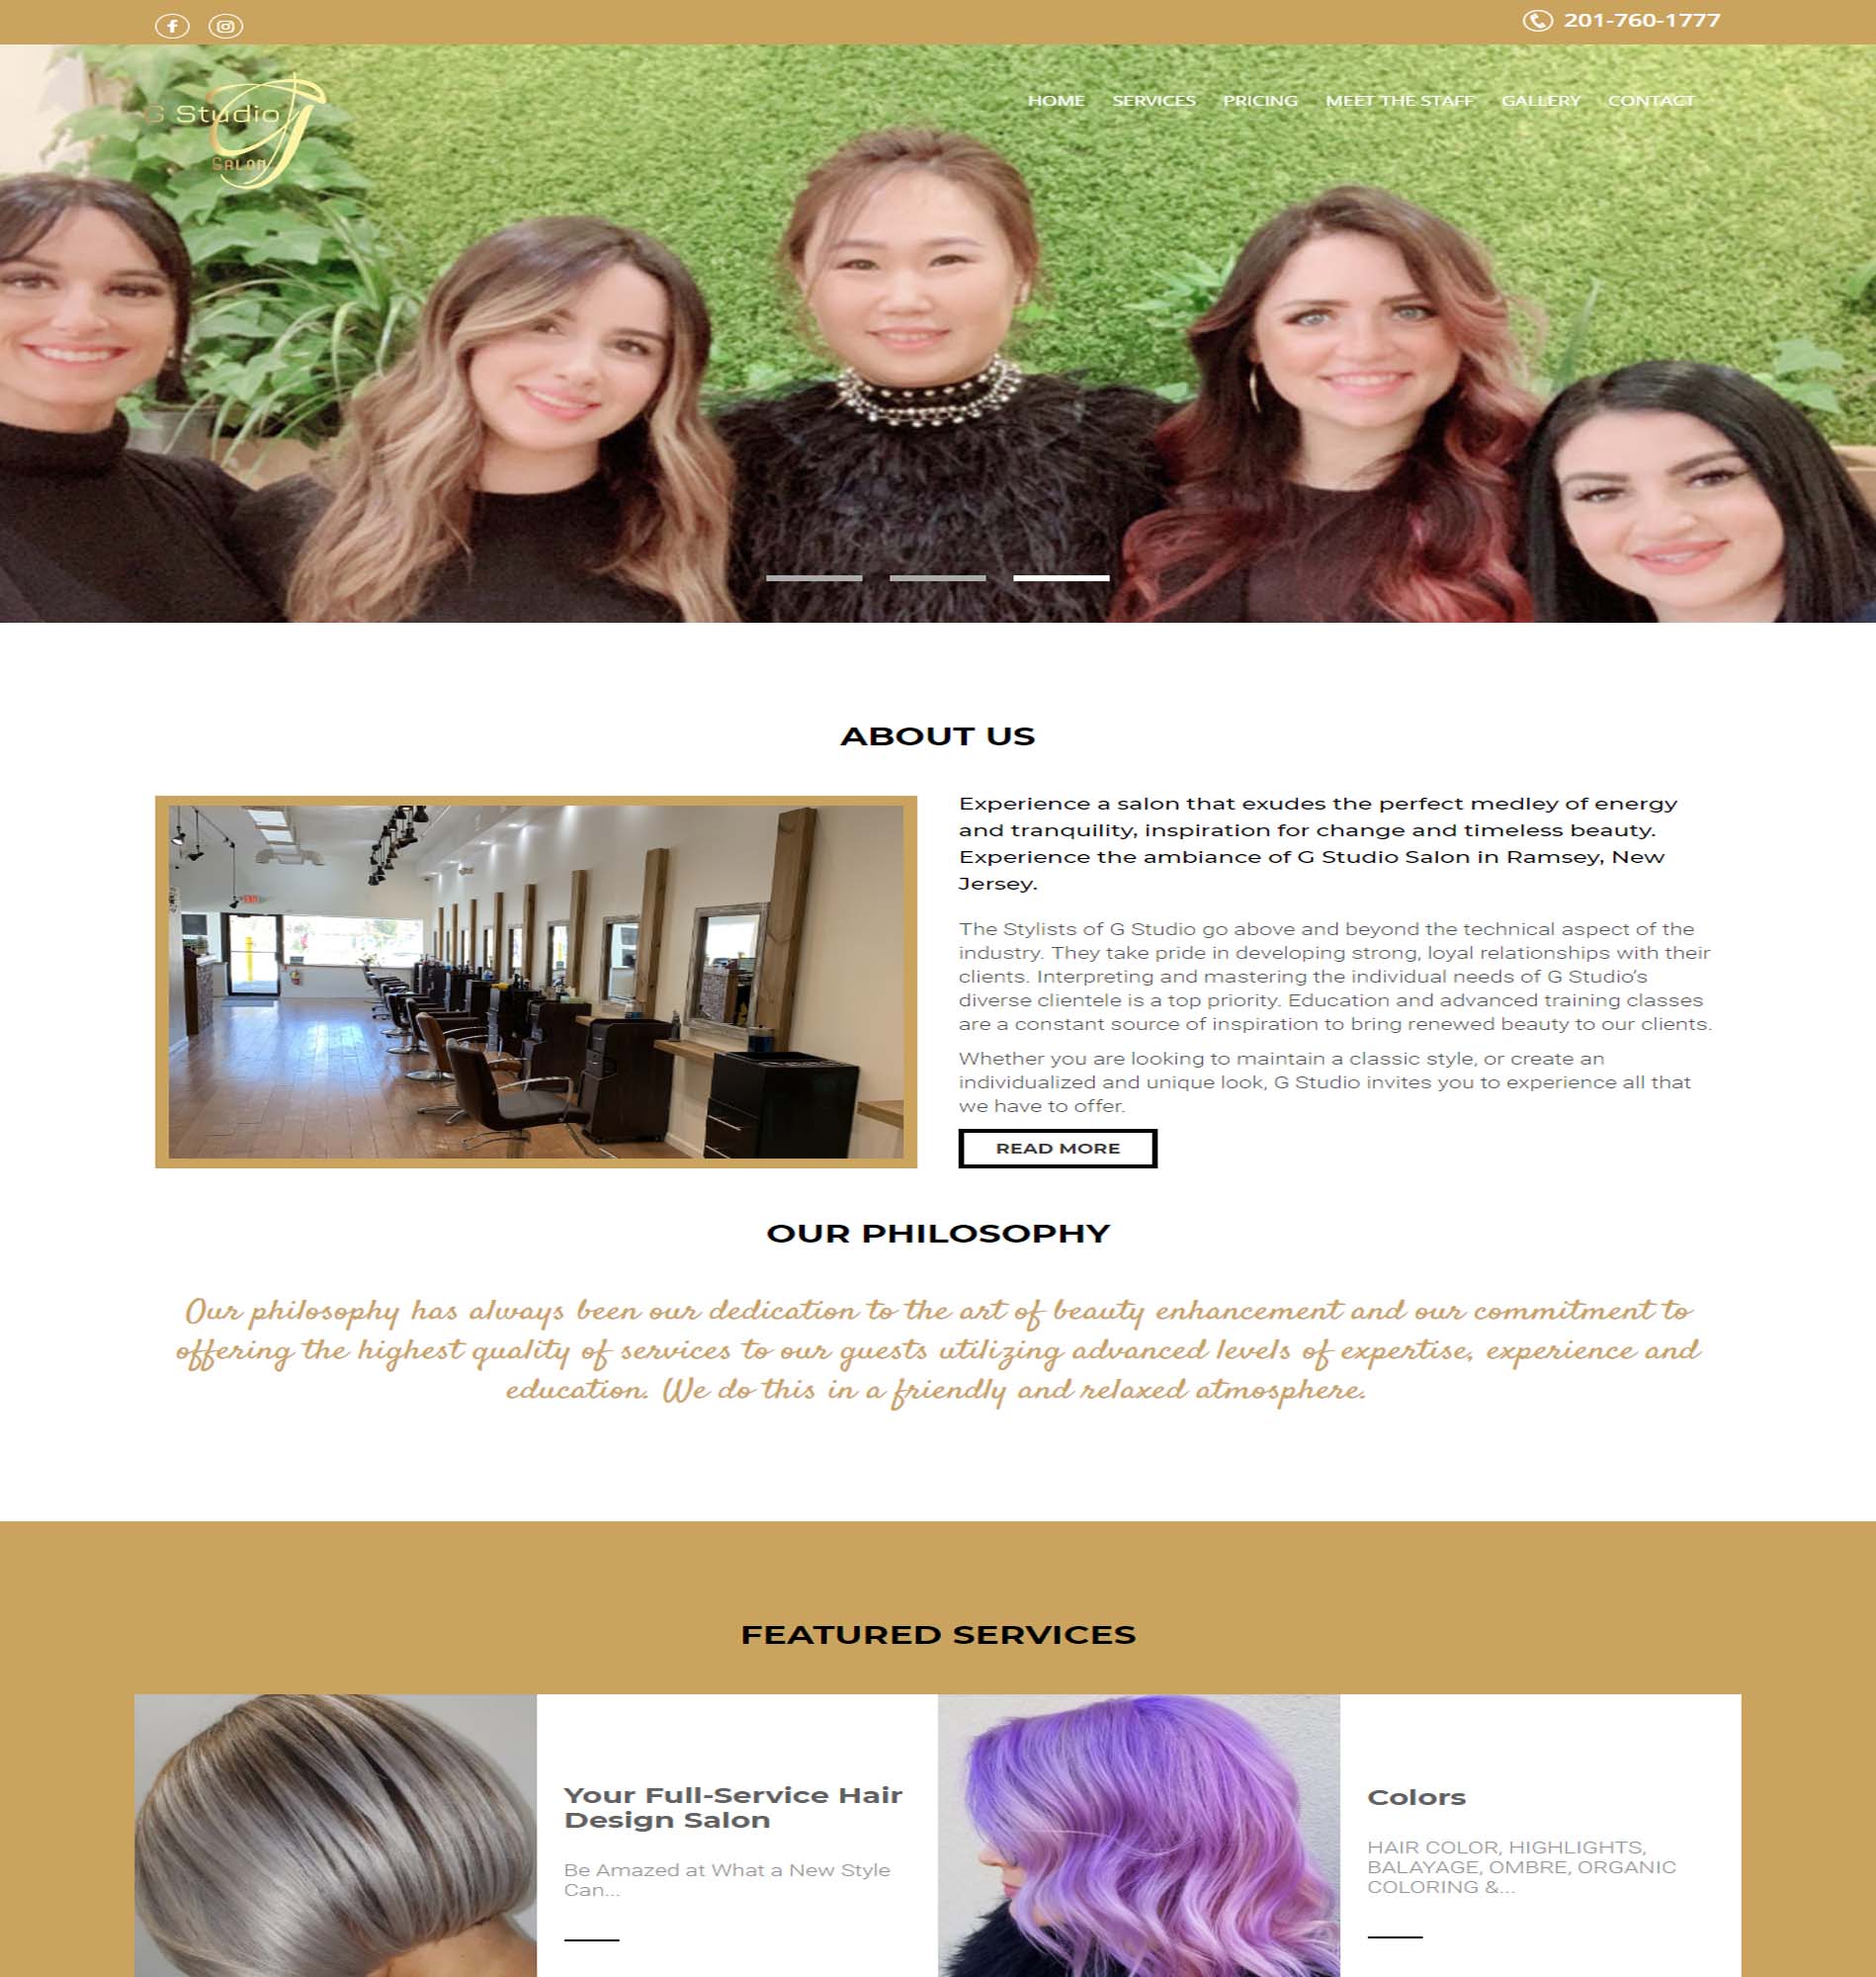 201-760-1777
G Studio
SALON
HOME SERVICES PRICING MEET THE STAFF GALLERY CONTACT
ABOUT US
Experience a salon that exudes the perfect medley of energy
and tranquility, inspiration for change and timeless beauty.
Experience the ambiance of G Studio Salon in Ramsey, New
Jersey.
The Stylists of G Studio go above and beyond the technical aspect of the
industry. They take pride in developing strong, loyal relationships with their
clients. Interpreting and mastering the individual needs of G Studio’s
diverse clientele is a top priority. Education and advanced training classes
are a constant source of inspiration to bring renewed beauty to our clients.
Whether you are looking to maintain a classic style, or create an
individualized and unique look, G Studio invites you to experience all that
we have to offer.
READ MORE
OUR PHILOSOPHY
Our philosophy has always been our dedication to the art of beauty enhancement and our commitment to
offering the highest quality of services to our guests utilizing advanced levels of expertise, experience and
education. We do this in a friendly and relaxed atmosphere.
FEATURED SERVICES
Your Full-Service Hair
Design Salon
Be Amazed at What a New Style
Can...
Colors
HAIR COLOR, HIGHLIGHTS,
BALAYAGE, OMBRE, ORGANIC
COLORING &...